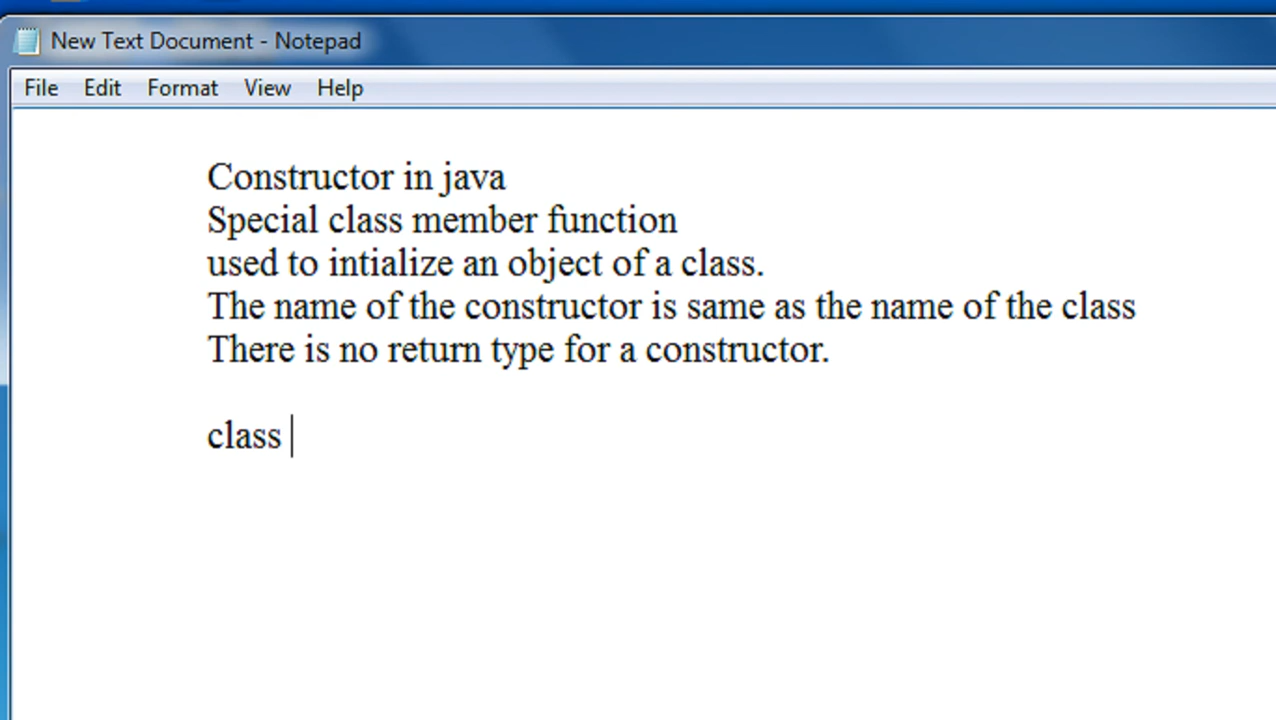 New Text Document - Notepad
File Edit Format View Help
Constructor in java
Special class member function
used to intialize an object of a class.
The name of the constructor is same as the name of the class
There is no return type for a constructor.
class